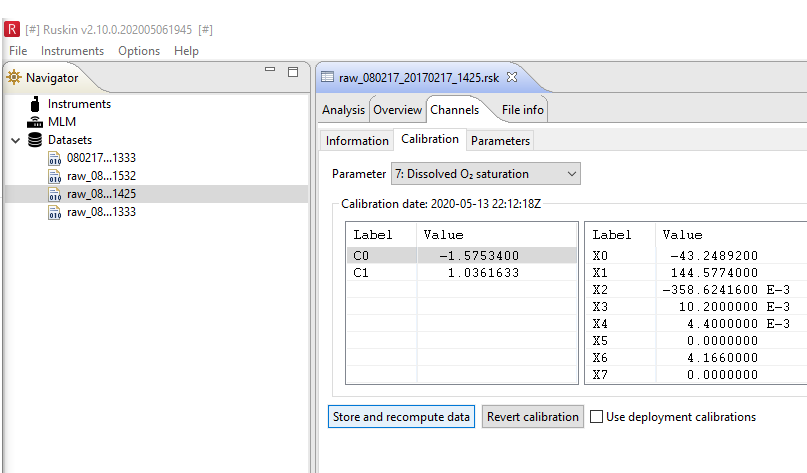 R [#] Ruskin v2.10.0.202005061945 [#]
File Instruments Options Help
Navigator
Instruments
MLM
Datasets
080217...1333
raw_08...1532
raw_08...1425
raw_08...1333
raw_080217_20170217_1425.rsk
Analysis Overview Channels File info
Information Calibration Parameters
Parameter 7: Dissolved O₂ saturation
Calibration date: 2020-05-13 22:12:18Z
Label Value
C0 -1.5753400
C1 1.0361633
Label Value
X0 -43.2489200
X1 144.5774000
X2 -358.6241600 E-3
X3 10.2000000 E-3
X4 4.4000000 E-3
X5 0.0000000
X6 4.1660000
X7 0.0000000
Store and recompute data Revert calibration Use deployment calibrations